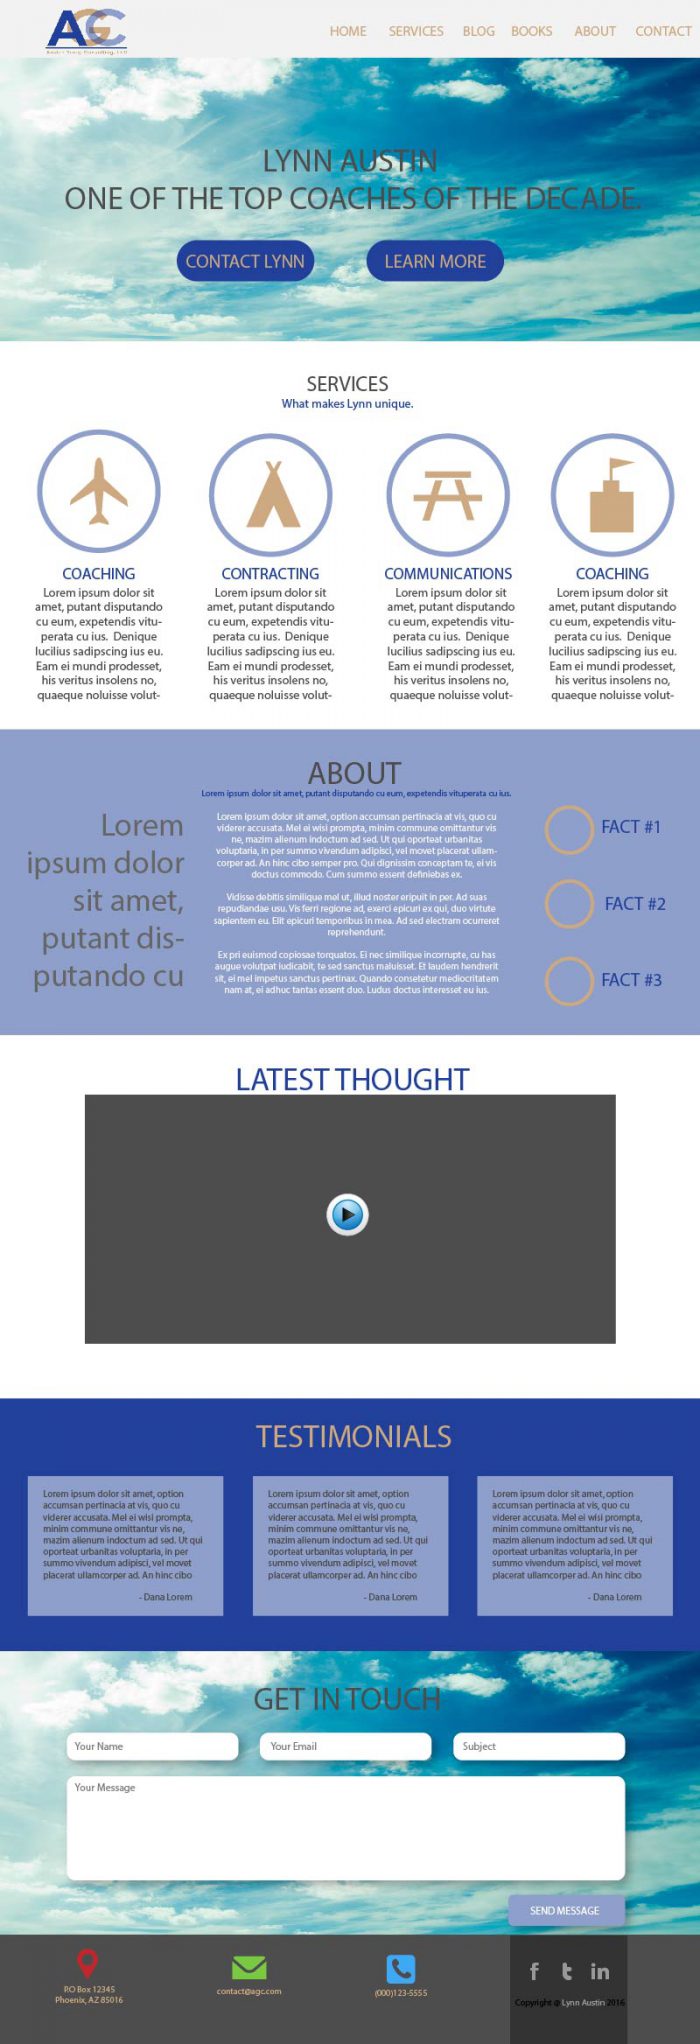 AGC
HOME SERVICES BLOG BOOKS ABOUT CONTACT
LYNN AUSTIN
ONE OF THE TOP COACHES OF THE DECADE.
CONTACT LYNN
LEARN MORE
SERVICES
What makes Lynn unique.
COACHING
Lorem ipsum dolor sit
amet, putant disputando
cu eum, expetendis vitu-
perata cu ius. Denique
lucilius sadipscing ius eu.
Eam ei mundi prodesset,
his veritus insolens no,
quaeque noluisse volut-
CONTRACTING
Lorem ipsum dolor sit
amet, putant disputando
cu eum, expetendis vitu-
perata cu ius. Denique
lucilius sadipscing ius eu.
Eam ei mundi prodesset,
his veritus insolens no,
quaeque noluisse volut-
COMMUNICATIONS
Lorem ipsum dolor sit
amet, putant disputando
cu eum, expetendis vitu-
perata cu ius. Denique
lucilius sadipscing ius eu.
Eam ei mundi prodesset,
his veritus insolens no,
quaeque noluisse volut-
COACHING
Lorem ipsum dolor sit
amet, putant disputando
cu eum, expetendis vitu-
perata cu ius. Denique
lucilius sadipscing ius eu.
Eam ei mundi prodesset,
his veritus insolens no,
quaeque noluisse volut-
ABOUT
Lorem ipsum dolor sit amet, putant disputando cu eum, expetendis vituperata cu ius.
Lorem
ipsum dolor
sit amet,
putant dis-
putando cu
Lorem ipsum dolor sit amet, option accumsan pertinacia at vis, quo cu
viderer accusata. Mel ei wisi prompta, minim commune omittantur vis
ne, mazim alienum indoctum ad sed. Ut qui oporteat urbanitas
voluptaria, in per summo vivendum adipisci, vel movet placerat ullam-
corper ad. An hinc cibo semper pro. Qui dignissim conceptam te, ei vis
doctus commodo. Cum summo essent definiebas ex.
Vidisse debitis similique mel ut, illud noster eripuit in per. Ad suas
repudiandae usu. Vis ferri regione ad, exerci epicuri ex qui, duo virtute
sapientem eu. Elit epicuri temporibus in mea. Ad sed electram ocurreret
reprehendunt.
Ex pri euismod copiosae torquatos. Ei nec similique incorrupte, cu has
augue volutpat iudicabit, te sed sanctus maluisset. Et laudem hendrerit
sit, ei mel impetus sanctus pertinax. Quando consetetur mediocritatem
nam at, ei adhuc tantas essent duo. Ludus doctus interesset eu ius.
FACT #1
FACT #2
FACT #3
LATEST THOUGHT
TESTIMONIALS
Lorem ipsum dolor sit amet, option
accumsan pertinacia at vis, quo cu
viderer accusata. Mel ei wisi prompta,
minim commune omittantur vis ne,
mazim alienum indoctum ad sed. Ut qui
oporteat urbanitas voluptaria, in per
summo vivendum adipisci, vel movet
placerat ullamcorper ad. An hinc cibo
- Dana Lorem
Lorem ipsum dolor sit amet, option
accumsan pertinacia at vis, quo cu
viderer accusata. Mel ei wisi prompta,
minim commune omittantur vis ne,
mazim alienum indoctum ad sed. Ut qui
oporteat urbanitas voluptaria, in per
summo vivendum adipisci, vel movet
placerat ullamcorper ad. An hinc cibo
- Dana Lorem
Lorem ipsum dolor sit amet, option
accumsan pertinacia at vis, quo cu
viderer accusata. Mel ei wisi prompta,
minim commune omittantur vis ne,
mazim alienum indoctum ad sed. Ut qui
oporteat urbanitas voluptaria, in per
summo vivendum adipisci, vel movet
placerat ullamcorper ad. An hinc cibo
- Dana Lorem
GET IN TOUCH
Your Name
Your Email
Subject
Your Message
SEND MESSAGE
P.O Box 12345
Phoenix, AZ 85016
contact@agc.com
(000)123-5555
f t in
Copyright @ Lynn Austin 2016